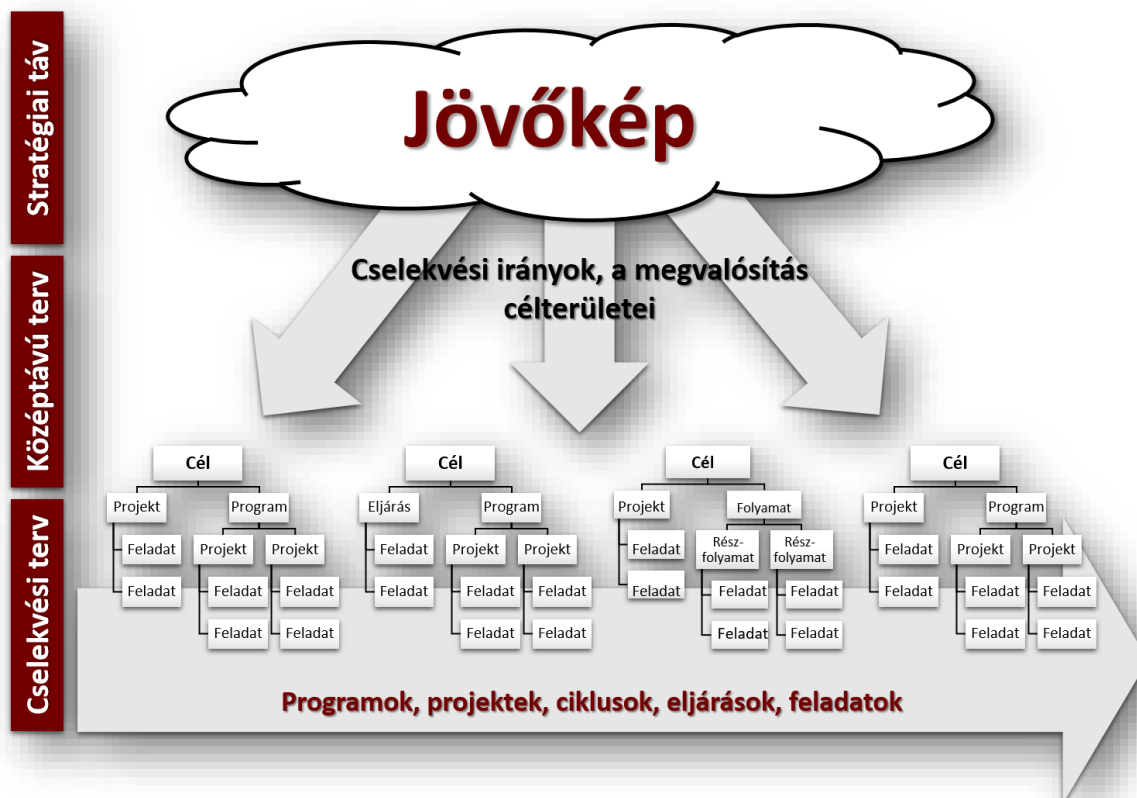 Stratégiai táv
Jövőkép
Középtávú terv
Cselekvési irányok, a megvalósítás
célterületei
Cselekvési terv
Cél
Projekt
Program
Feladat
Feladat
Projekt
Projekt
Feladat
Feladat
Feladat
Feladat
Cél
Eljárás
Program
Feladat
Feladat
Projekt
Projekt
Feladat
Feladat
Feladat
Feladat
Cél
Projekt
Folyamat
Feladat
Feladat
Rész-
folyamat
Rész-
folyamat
Feladat
Feladat
Feladat
Feladat
Cél
Projekt
Program
Feladat
Feladat
Projekt
Projekt
Feladat
Feladat
Feladat
Feladat
Programok, projektek, ciklusok, eljárások, feladatok